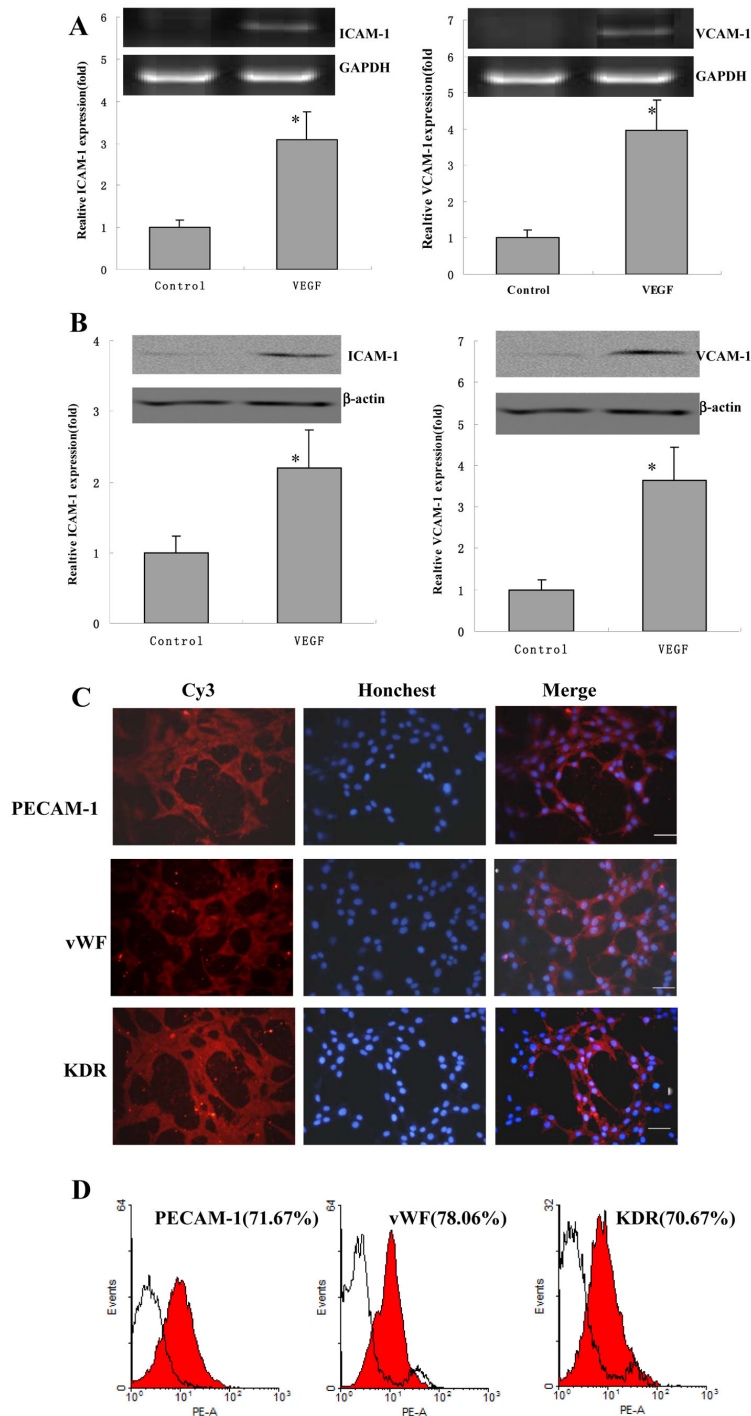 A
Realtive ICAM-1 expression(fold)
6
5
4
3
2
1
0
ICAM-1
GAPDH
*
Control
VEGF
Realtive VCAM-1expression(fold)
7
6
5
4
3
2
1
0
VCAM-1
GAPDH
*
Control
VEGF
B
Realtive ICAM-1 expression(fold)
4
3
2
1
0
ICAM-1
β-actin
*
Control
VEGF
Realtive VCAM-1 expression(fold)
7
6
5
4
3
2
1
0
VCAM-1
β-actin
*
Control
VEGF
C
Cy3 Honchest Merge
PECAM-1
vWF
KDR
D
Events
64
0
PECAM-1(71.67%)
10⁰ 10¹ 10² 10³
PE-A
Events
64
0
vWF(78.06%)
10⁰ 10¹ 10² 10³
PE-A
Events
32
0
KDR(70.67%)
10⁰ 10¹ 10² 10³
PE-A